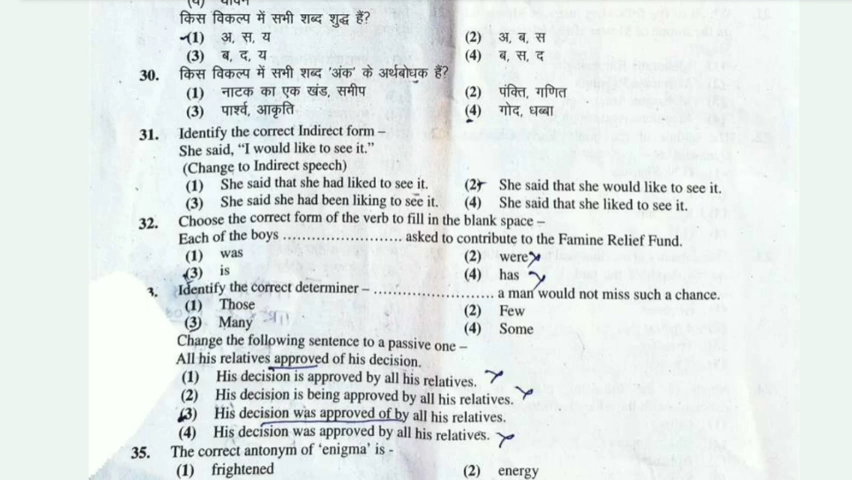 (द)
किस विकल्प में सभी शब्द शुद्ध हैं?
(1) अ, स, य (2) अ, ब, स
(3) ब, द, य (4) ब, स, द
30. किस विकल्प में सभी शब्द 'अंक' के अर्थबोधक हैं?
(1) नाटक का एक खंड, समीप (2) पंक्ति, गणित
(3) पार्श्व, आकृति (4) गोद, धब्बा
31. Identify the correct Indirect form –
She said, “I would like to see it.”
(Change to Indirect speech)
(1) She said that she had liked to see it. (2) She said that she would like to see it.
(3) She said she had been liking to see it. (4) She said that she liked to see it.
32. Choose the correct form of the verb to fill in the blank space –
Each of the boys ........................ asked to contribute to the Famine Relief Fund.
(1) was (2) were
(3) is (4) has
3. Identify the correct determiner – ........................ a man would not miss such a chance.
(1) Those (2) Few
(3) Many (4) Some
Change the following sentence to a passive one –
All his relatives approved of his decision.
(1) His decision is approved by all his relatives.
(2) His decision is being approved by all his relatives.
(3) His decision was approved of by all his relatives.
(4) His decision was approved by all his relatives.
35. The correct antonym of ‘enigma’ is -
(1) frightened (2) energy